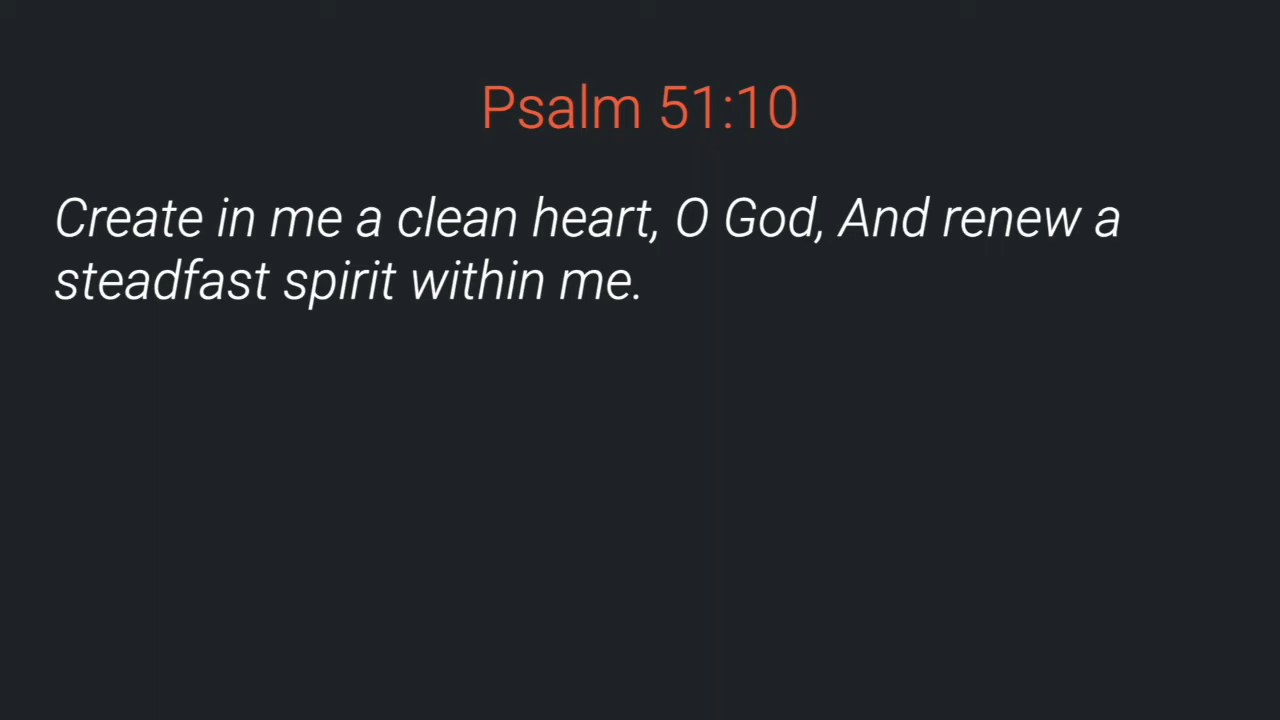 Psalm 51:10
Create in me a clean heart, O God, And renew a
steadfast spirit within me.